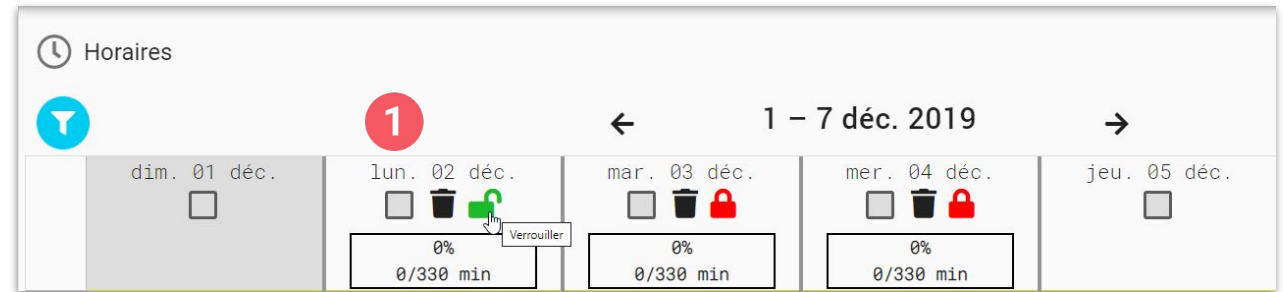 Horaires
1
1 – 7 déc. 2019
dim. 01 déc.
lun. 02 déc.
mar. 03 déc.
mer. 04 déc.
jeu. 05 déc.
Verrouiller
0%
0/330 min
0%
0/330 min
0%
0/330 min